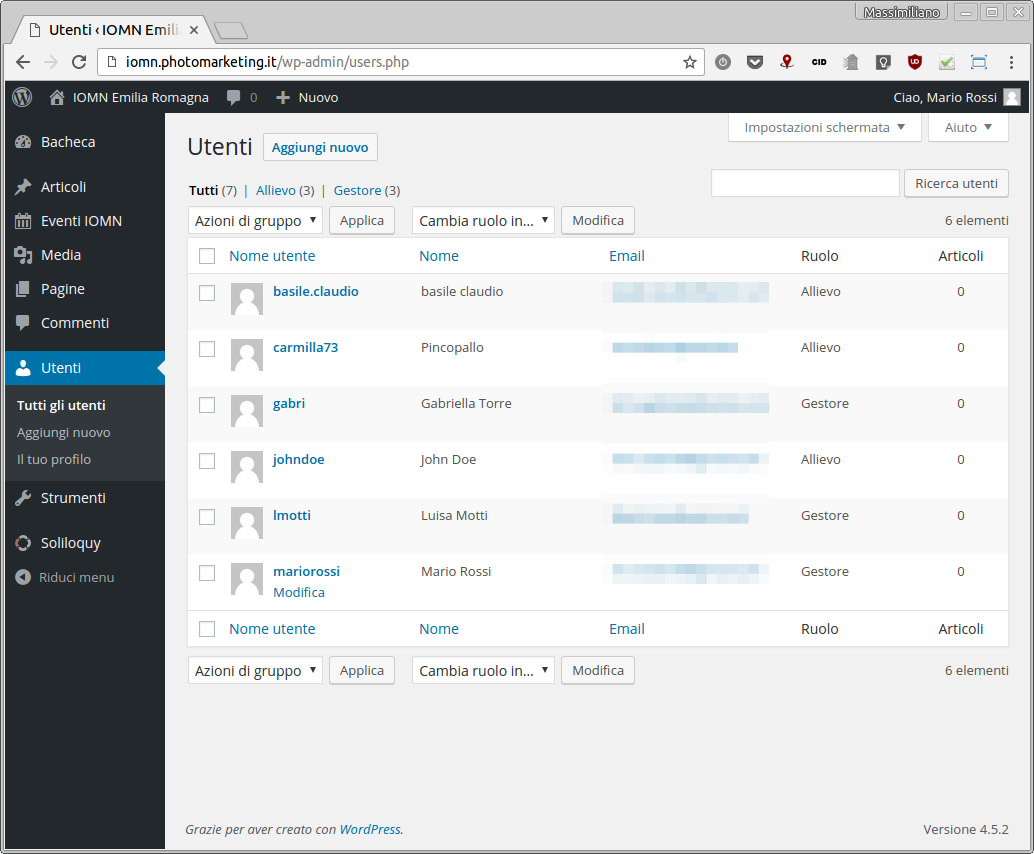 Massimiliano
Utenti ‹ IOMN Emili
iomn.photomarketing.it/wp-admin/users.php
CID
IOMN Emilia Romagna 0 Nuovo Ciao, Mario Rossi
Bacheca
Articoli
Eventi IOMN
Media
Pagine
Commenti
Utenti
Tutti gli utenti
Aggiungi nuovo
Il tuo profilo
Strumenti
Soliloquy
Riduci menu
Impostazioni schermata Aiuto
Utenti Aggiungi nuovo
Tutti (7) | Allievo (3) | Gestore (3)
Ricerca utenti
Azioni di gruppo Applica Cambia ruolo in... Modifica 6 elementi
Nome utente Nome Email Ruolo Articoli
basile.claudio basile claudio Allievo 0
carmilla73 Pincopallo Allievo 0
gabri Gabriella Torre Gestore 0
johndoe John Doe Allievo 0
lmotti Luisa Motti Gestore 0
mariorossi Mario Rossi Gestore 0
Modifica
Nome utente Nome Email Ruolo Articoli
Azioni di gruppo Applica Cambia ruolo in... Modifica 6 elementi
Grazie per aver creato con WordPress. Versione 4.5.2